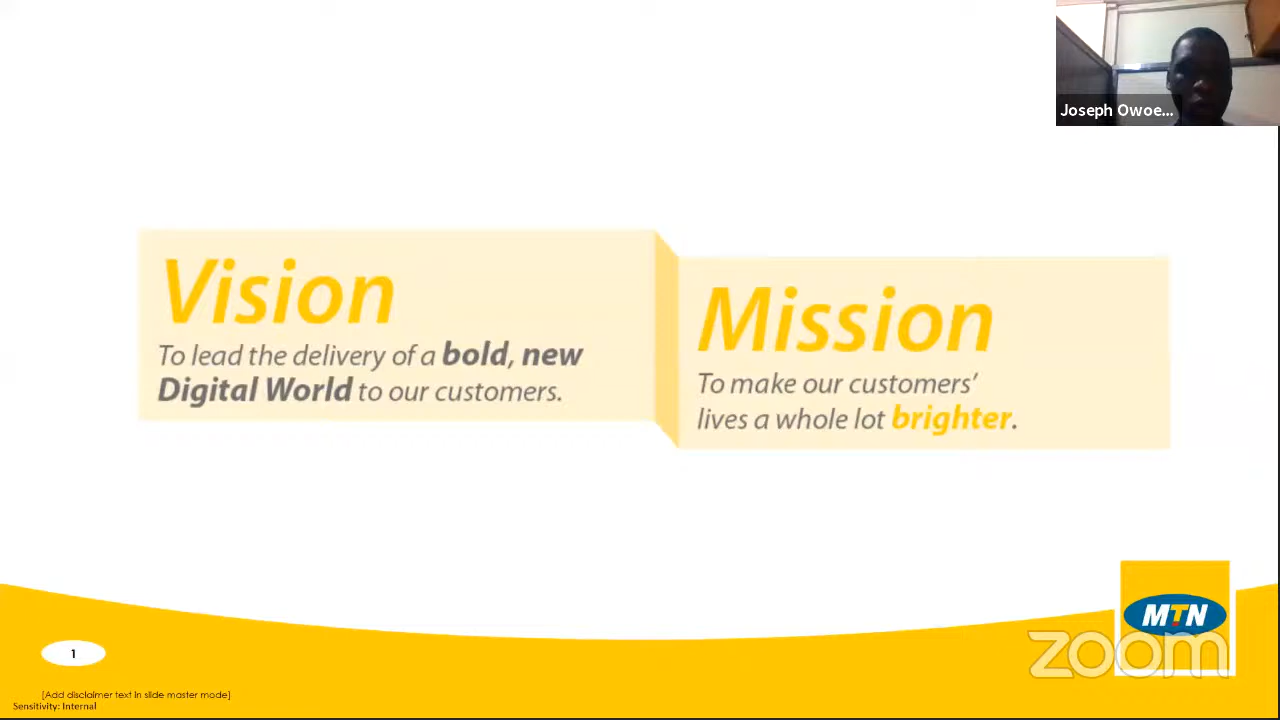 Joseph Owoe...
Vision
To lead the delivery of a bold, new
Digital World to our customers.
Mission
To make our customers’
lives a whole lot brighter.
MTN
zoom
1
[Add disclaimer text in slide master mode]
Sensitivity: Internal